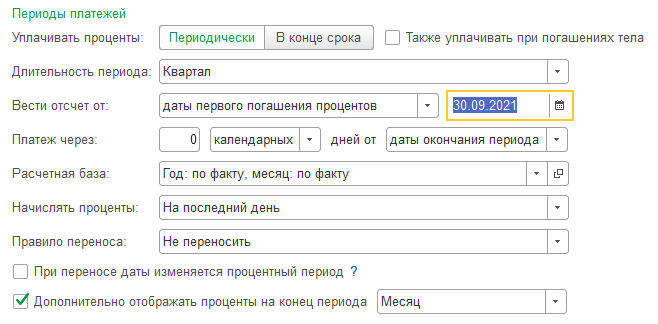 Периоды платежей
Уплачивать проценты: Периодически В конце срока Также уплачивать при погашениях тела
Длительность периода: Квартал
Вести отсчет от: даты первого погашения процентов 30.09.2021
Платеж через: 0 календарных дней от даты окончания периода
Расчетная база: Год: по факту, месяц: по факту
Начислять проценты: На последний день
Правило переноса: Не переносить
При переносе даты изменяется процентный период ?
Дополнительно отображать проценты на конец периода Месяц